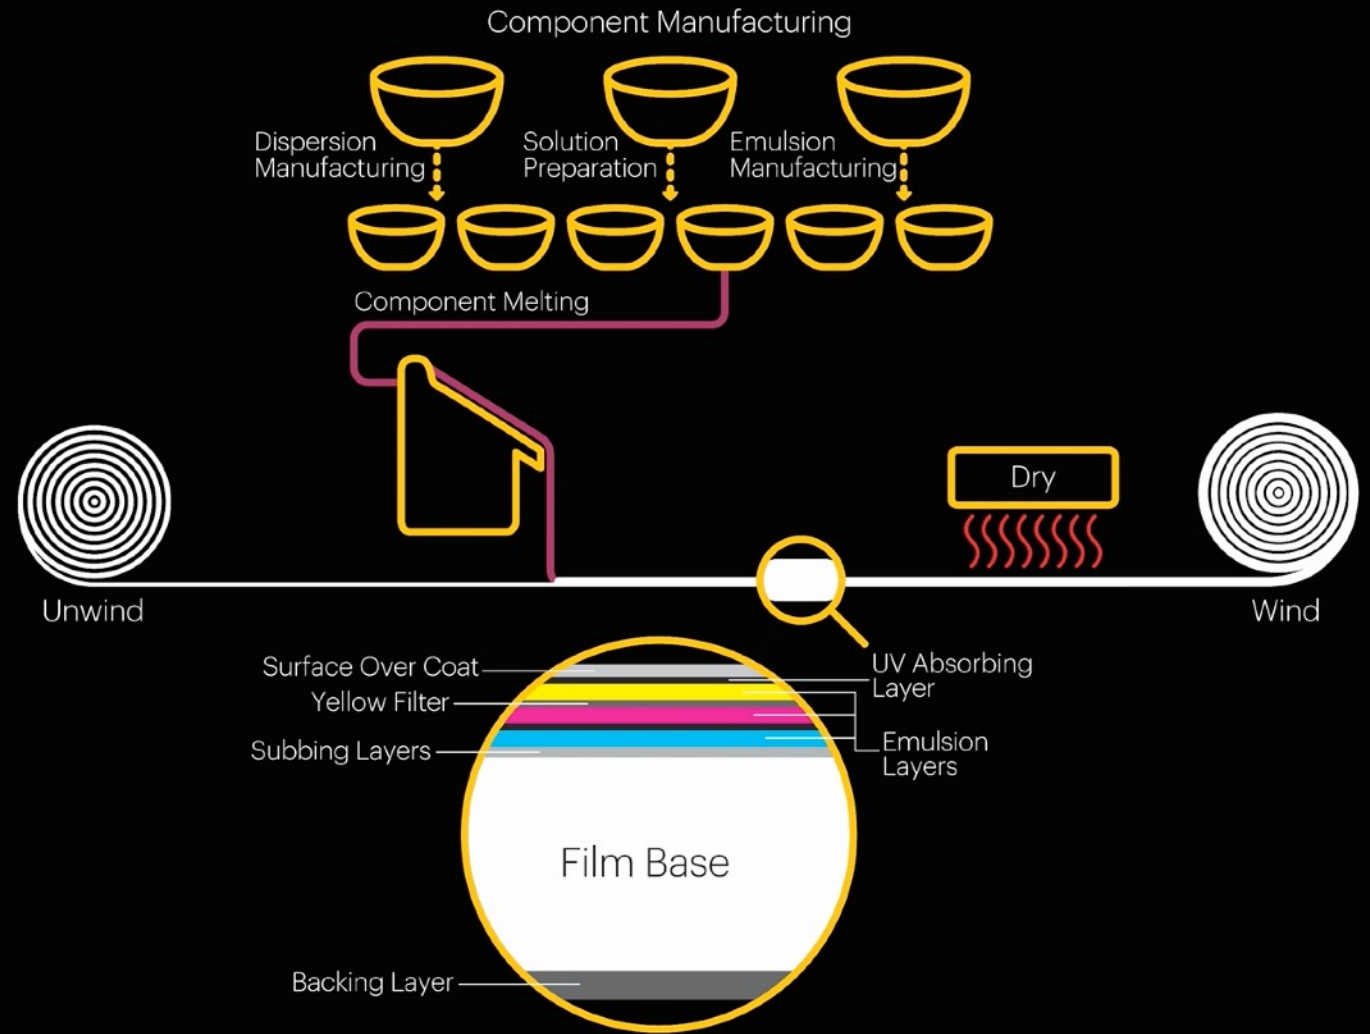 Component Manufacturing
Dispersion
Manufacturing
Solution
Preparation
Emulsion
Manufacturing
Component Melting
Dry
Unwind
Wind
Surface Over Coat
Yellow Filter
Subbing Layers
UV Absorbing
Layer
Emulsion
Layers
Film Base
Backing Layer